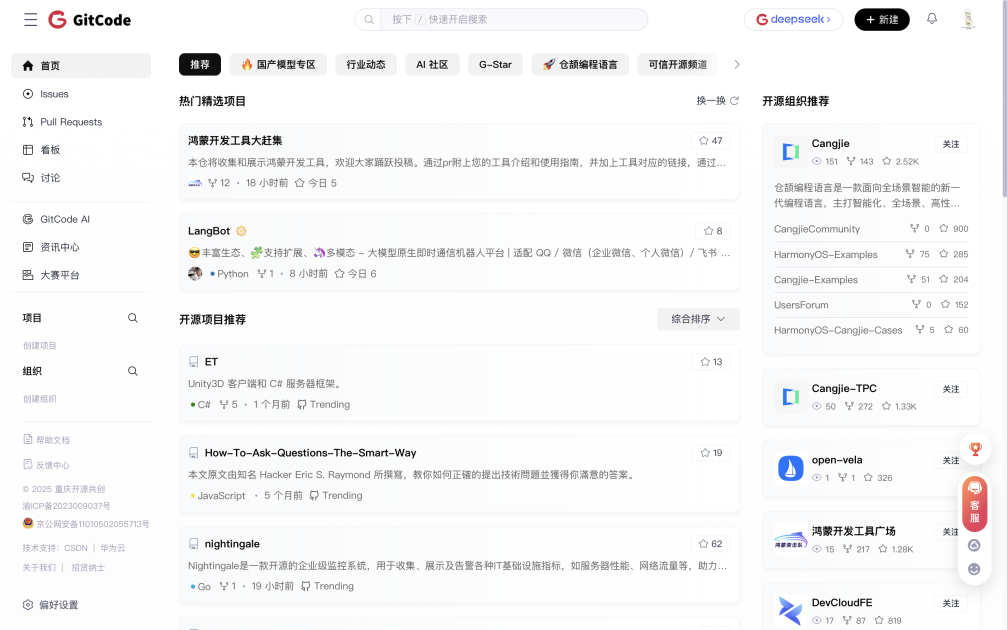 GitCode
按下 / 快速开启搜索
deepseek
新建
首页
Issues
Pull Requests
看板
讨论
GitCode AI
资讯中心
大赛平台
项目
创建项目
组织
创建组织
帮助文档
反馈中心
© 2025 重庆开源共创
渝ICP备2023009037号
京公网安备11010502055713号
技术支持：CSDN | 华为云
关于我们 | 招贤纳士
偏好设置
推荐
国产模型专区
行业动态
AI 社区
G-Star
仓颉编程语言
可信开源频道
热门精选项目
换一换
鸿蒙开发工具大赶集
47
本仓将收集和展示鸿蒙开发工具，欢迎大家踊跃投稿。通过pr附上您的工具介绍和使用指南，并加上工具对应的链接，通过…
12 · 18 小时前 今日 5
LangBot
8
丰富生态、支持扩展、多模态 - 大模型原生即时通信机器人平台 | 适配 QQ / 微信（企业微信、个人微信）/ 飞书 …
Python 1 · 8 小时前 今日 6
开源项目推荐
综合排序
ET
13
Unity3D 客户端和 C# 服务器框架。
C# 5 · 1 个月前 Trending
How-To-Ask-Questions-The-Smart-Way
19
本文原文由知名 Hacker Eric S. Raymond 所撰寫，教你如何正確的提出技術問題並獲得你滿意的答案。
JavaScript · 5 个月前 Trending
nightingale
62
Nightingale是一款开源的企业级监控系统，用于收集、展示及告警各种IT基础设施指标，如服务器性能、网络流量等，助力…
Go 1 · 19 小时前 Trending
开源组织推荐
Cangjie
关注
151 143 2.52K
仓颉编程语言是一款面向全场景智能的新一
代编程语言，主打智能化、全场景、高性…
CangjieCommunity 0 900
HarmonyOS-Examples 75 285
Cangjie-Examples 51 204
UsersForum 0 152
HarmonyOS-Cangjie-Cases 5 60
Cangjie-TPC
关注
50 272 1.33K
open-vela
关注
1 1 326
鸿蒙开发工具广场
关注
15 217 1.28K
DevCloudFE
关注
17 87 819
客
服